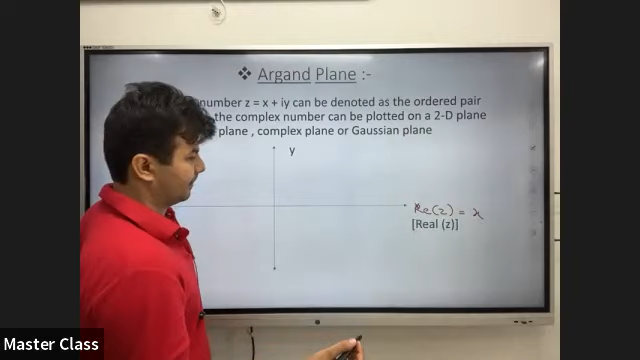 ❖ Argand Plane :-
number z = x + iy can be denoted as the ordered pair
the complex number can be plotted on a 2-D plane
plane , complex plane or Gaussian plane
y
Re(z) = x
[Real (z)]
Master Class